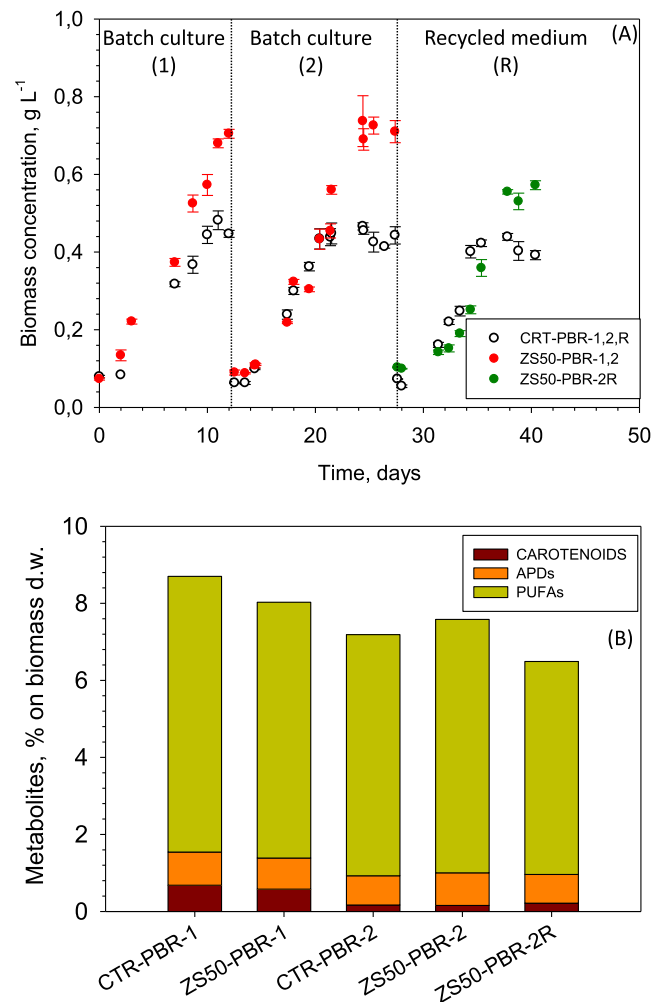 Batch culture
(1)
Batch culture
(2)
Recycled medium
(R)
(A)
Biomass concentration, g L-1
1,0
0,8
0,6
0,4
0,2
0,0
CRT-PBR-1,2,R
ZS50-PBR-1,2
ZS50-PBR-2R
0 10 20 30 40 50
Time, days
Metabolites, % on biomass d.w.
10
8
6
4
2
0
CAROTENOIDS
APDs
PUFAs
(B)
CTR-PBR-1
ZS50-PBR-1
CTR-PBR-2
ZS50-PBR-2
ZS50-PBR-2R